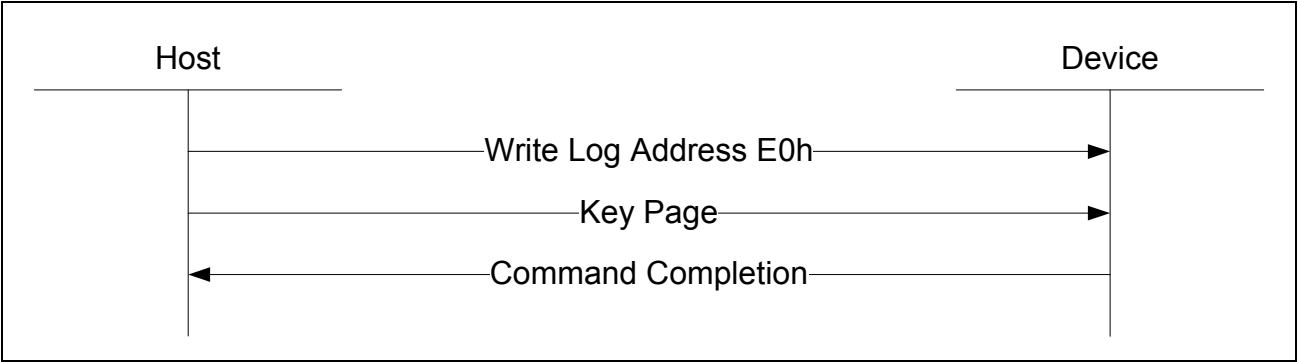 Host
Device
Write Log Address E0h
Key Page
Command Completion